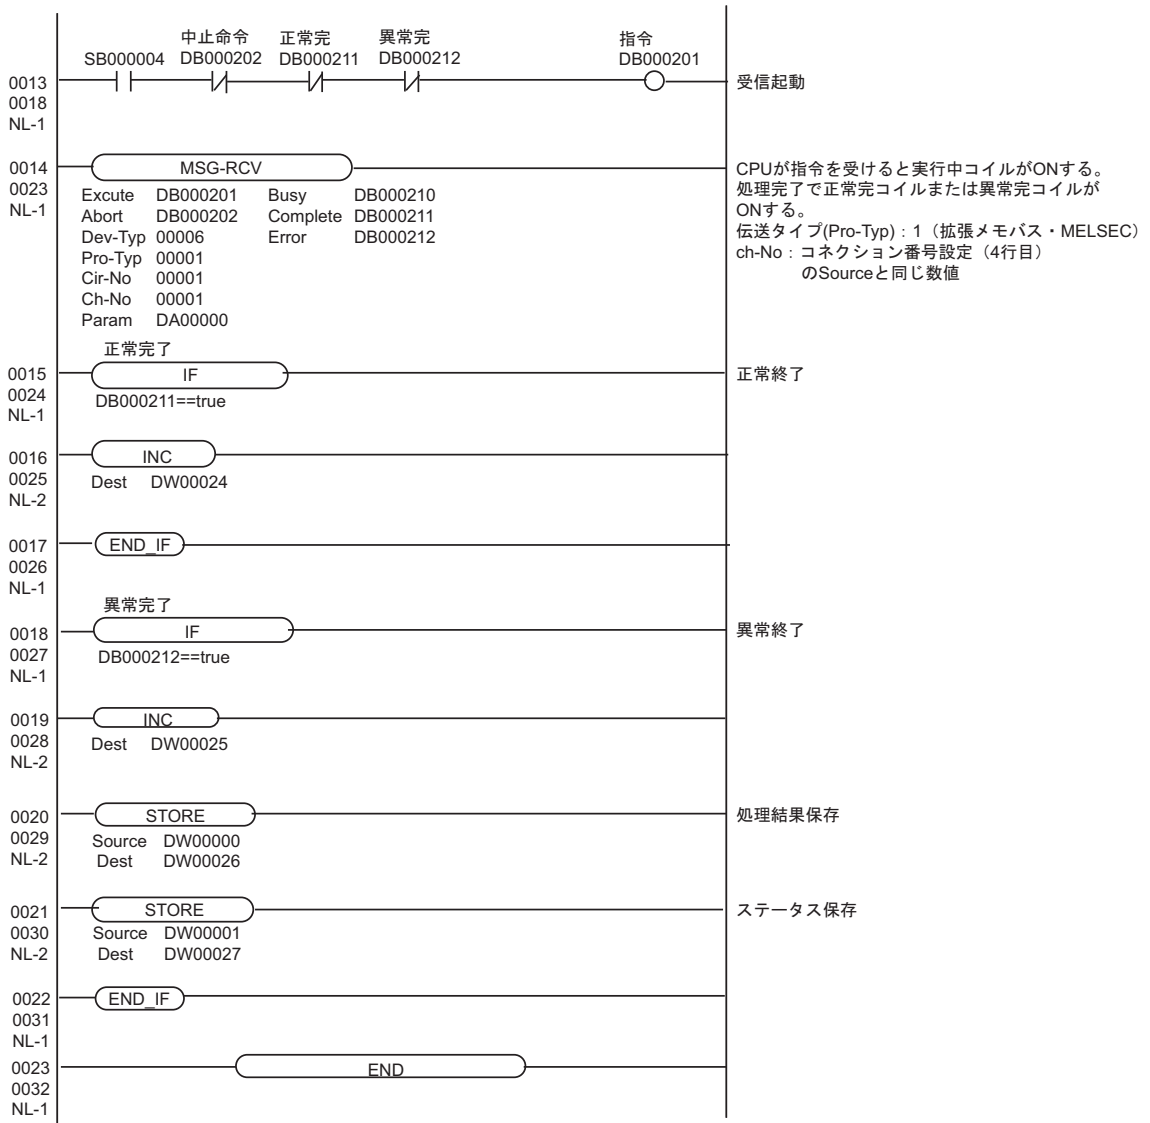 中止命令 正常完 異常完 指令
SB000004 DB000202 DB000211 DB000212 DB000201
0013 受信起動
0018
NL-1
0014 MSG-RCV CPUが指令を受けると実行中コイルがONする。
0023 Excute DB000201 Busy DB000210 処理完了で正常完コイルまたは異常完コイルが
NL-1 Abort DB000202 Complete DB000211 ONする。
Dev-Typ 00006 Error DB000212 伝送タイプ(Pro-Typ)：1（拡張メモバス・MELSEC）
Pro-Typ 00001 ch-No：コネクション番号設定（4行目）
Cir-No 00001 のSourceと同じ数値
Ch-No 00001
Param DA00000
正常完了
0015 IF 正常終了
0024 DB000211==true
NL-1
0016 INC
0025 Dest DW00024
NL-2
0017 END_IF
0026
NL-1
異常完了
0018 IF 異常終了
0027 DB000212==true
NL-1
0019 INC
0028 Dest DW00025
NL-2
0020 STORE 処理結果保存
0029 Source DW00000
NL-2 Dest DW00026
0021 STORE ステータス保存
0030 Source DW00001
NL-2 Dest DW00027
0022 END_IF
0031
NL-1
0023 END
0032
NL-1